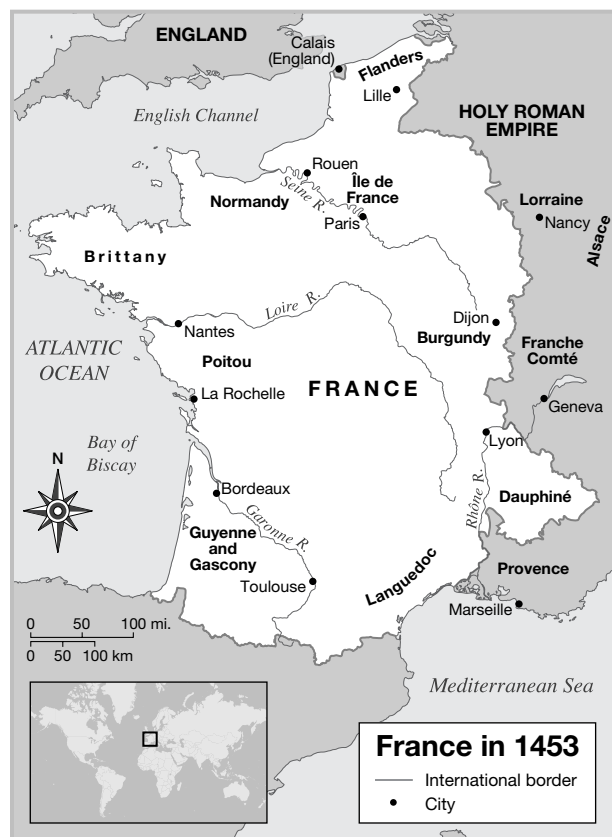 ENGLAND
Calais
(England)
Flanders
Lille
English Channel
HOLY ROMAN
EMPIRE
Rouen
Seine R.
Île de
France
Paris
Normandy
Lorraine
Nancy
Alsace
Brittany
Loire R.
Nantes
Dijon
Burgundy
Franche
Comté
ATLANTIC
OCEAN
Poitou
FRANCE
La Rochelle
Geneva
Lyon
Bay of
Biscay
N
Bordeaux
Garonne R.
Rhône R.
Dauphiné
Guyenne
and
Gascony
Toulouse
Languedoc
Provence
Marseille
0 50 100 mi.
0 50 100 km
Mediterranean Sea
France in 1453
International border
City